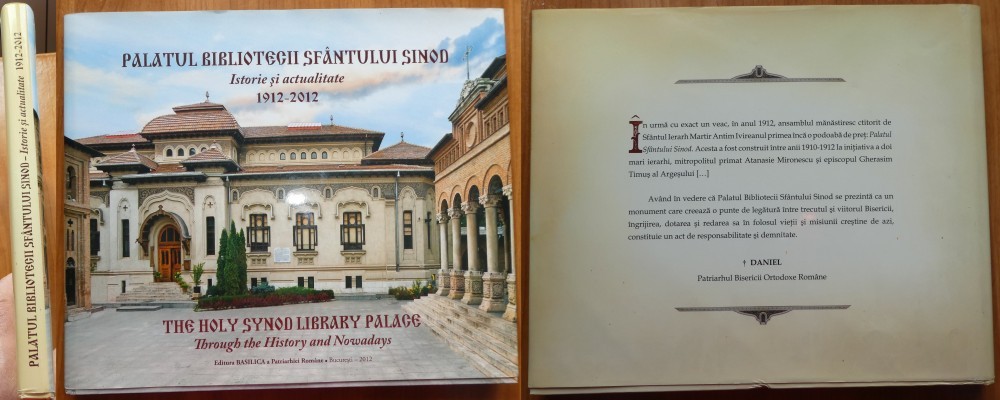 PALATUL BIBLIOTECII SFÂNTULUI SINOD – Istorie și actualitate 1912-2012
PALATUL BIBLIOTECII SFÂNTULUI SINOD
Istorie și actualitate
1912-2012
THE HOLY SYNOD LIBRARY PALACE
Through the History and Nowadays
Editura BASILICA a Patriarhiei Române • București – 2012
În urmă cu exact un veac, în anul 1912, ansamblul mănăstiresc ctitorit de
Sfântul Ierarh Martir Antim Ivireanul primea încă o podoabă de preț: Palatul
Sfântului Sinod. Acesta a fost construit între anii 1910-1912 la inițiativa a doi
mari ierarhi, mitropolitul primat Atanasie Mironescu și episcopul Gherasim
Timuș al Argeșului [...]
Având în vedere că Palatul Bibliotecii Sfântului Sinod se prezintă ca un
monument care creează o punte de legătură între trecutul și viitorul Bisericii,
îngrijirea, dotarea și redarea sa în folosul vieții și misiunii creștine de azi,
constituie un act de responsabilitate și demnitate.
† DANIEL
Patriarhul Bisericii Ortodoxe Române